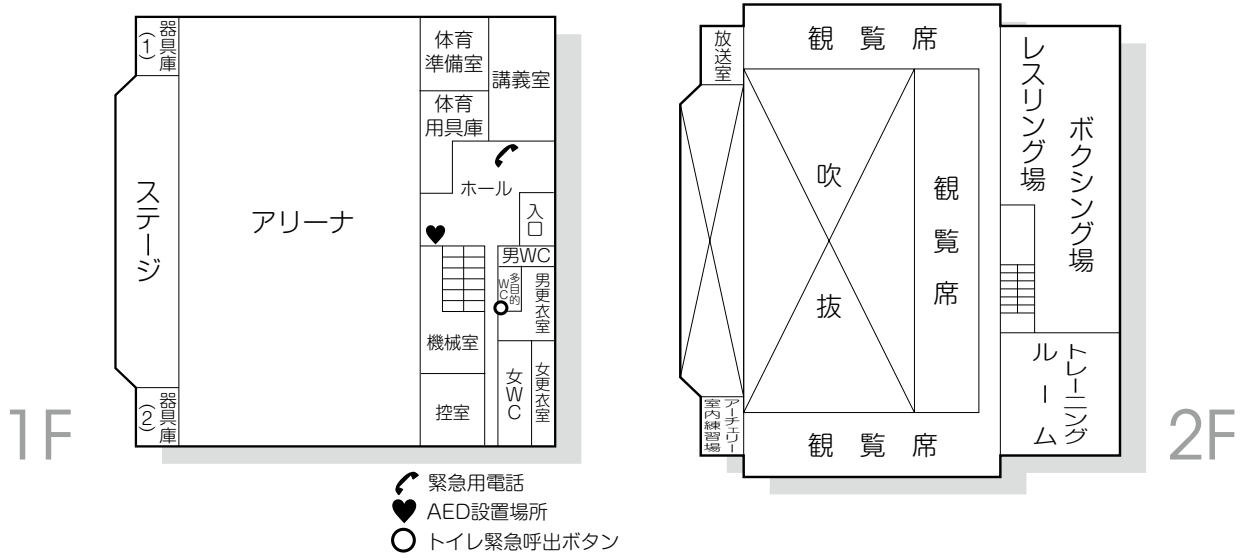 1F
器具庫
(1)
ステージ
器具庫
(2)
アリーナ
体育
準備室
体育
用具庫
講義室
ホール
入口
男WC
多目的
WC
男更衣室
機械室
控室
女WC
女更衣室
緊急用電話
AED設置場所
トイレ緊急呼出ボタン
2F
放送室
観覧席
吹抜
観覧席
観覧席
アーチェリー
室内練習場
レスリング場
ボクシング場
トレーニング
ルーム